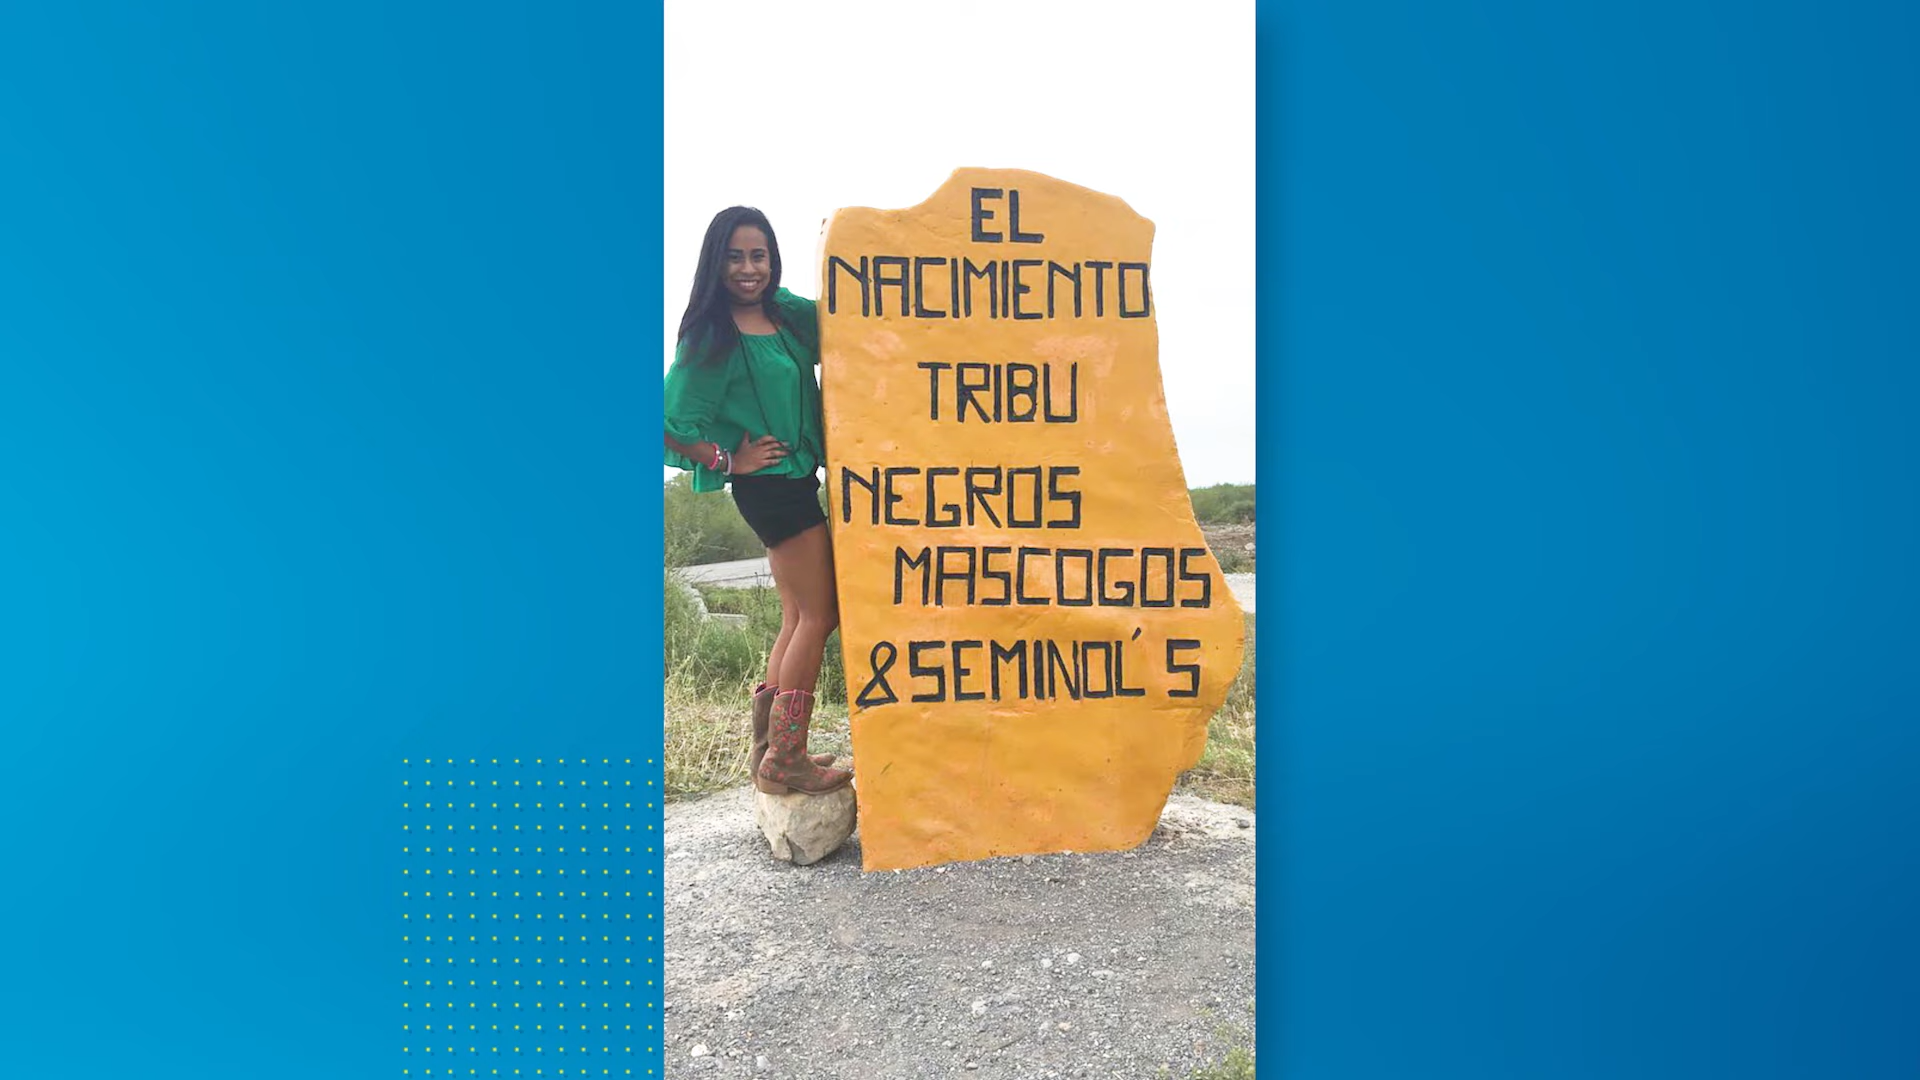 EL
NACIMIENTO
TRIBU
NEGROS
MASCOGOS
&SEMINOL´S